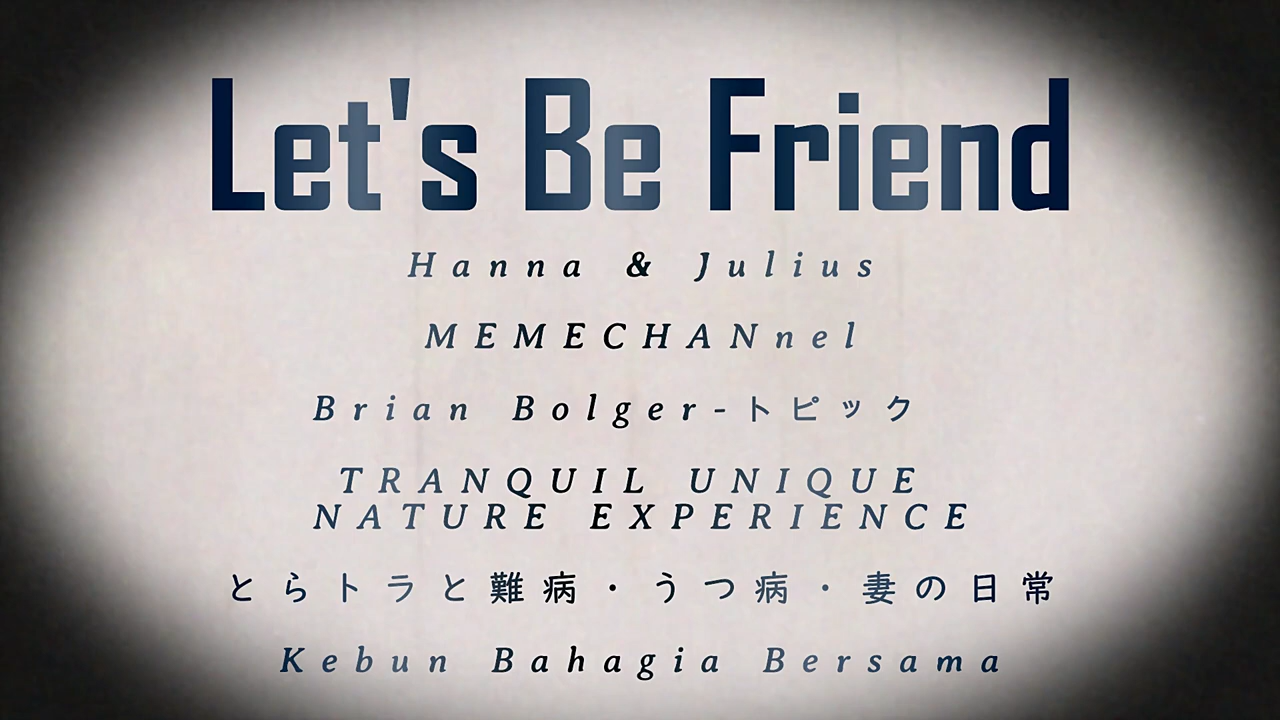 Let's Be Friend
Hanna & Julius
MEMECHANnel
Brian Bolger-トピック
TRANQUIL UNIQUE
NATURE EXPERIENCE
とらトラと難病・うつ病・妻の日常
Kebun Bahagia Bersama